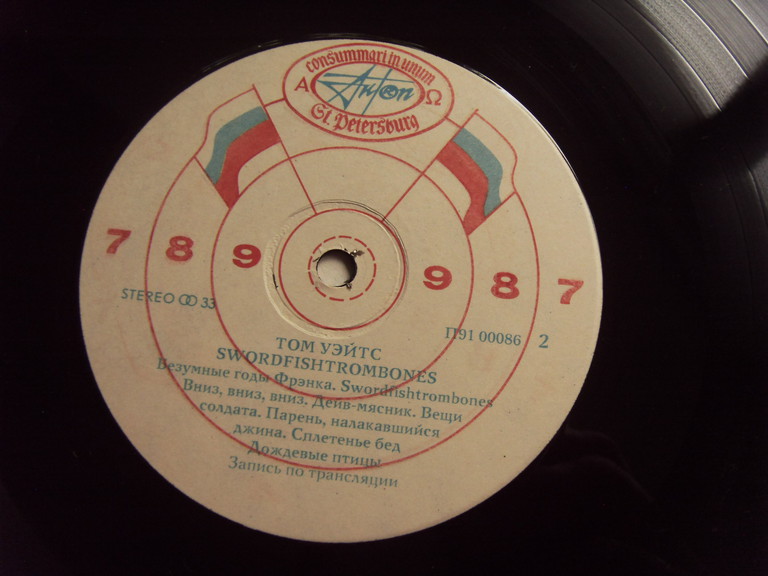 consummari in unum
A Антоп Ω
St. Petersburg
7 8 9 9 8 7
STEREO 33
П91 00086 2
ТОМ УЭЙТС
SWORDFISHTROMBONES
Безумные годы Фрэнка. Swordfishtrombones
Вниз, вниз, вниз. Дейв-мясник. Вещи
солдата. Парень, налакавшийся
джина. Сплетенье бед
Дождевые птицы
Запись по трансляции